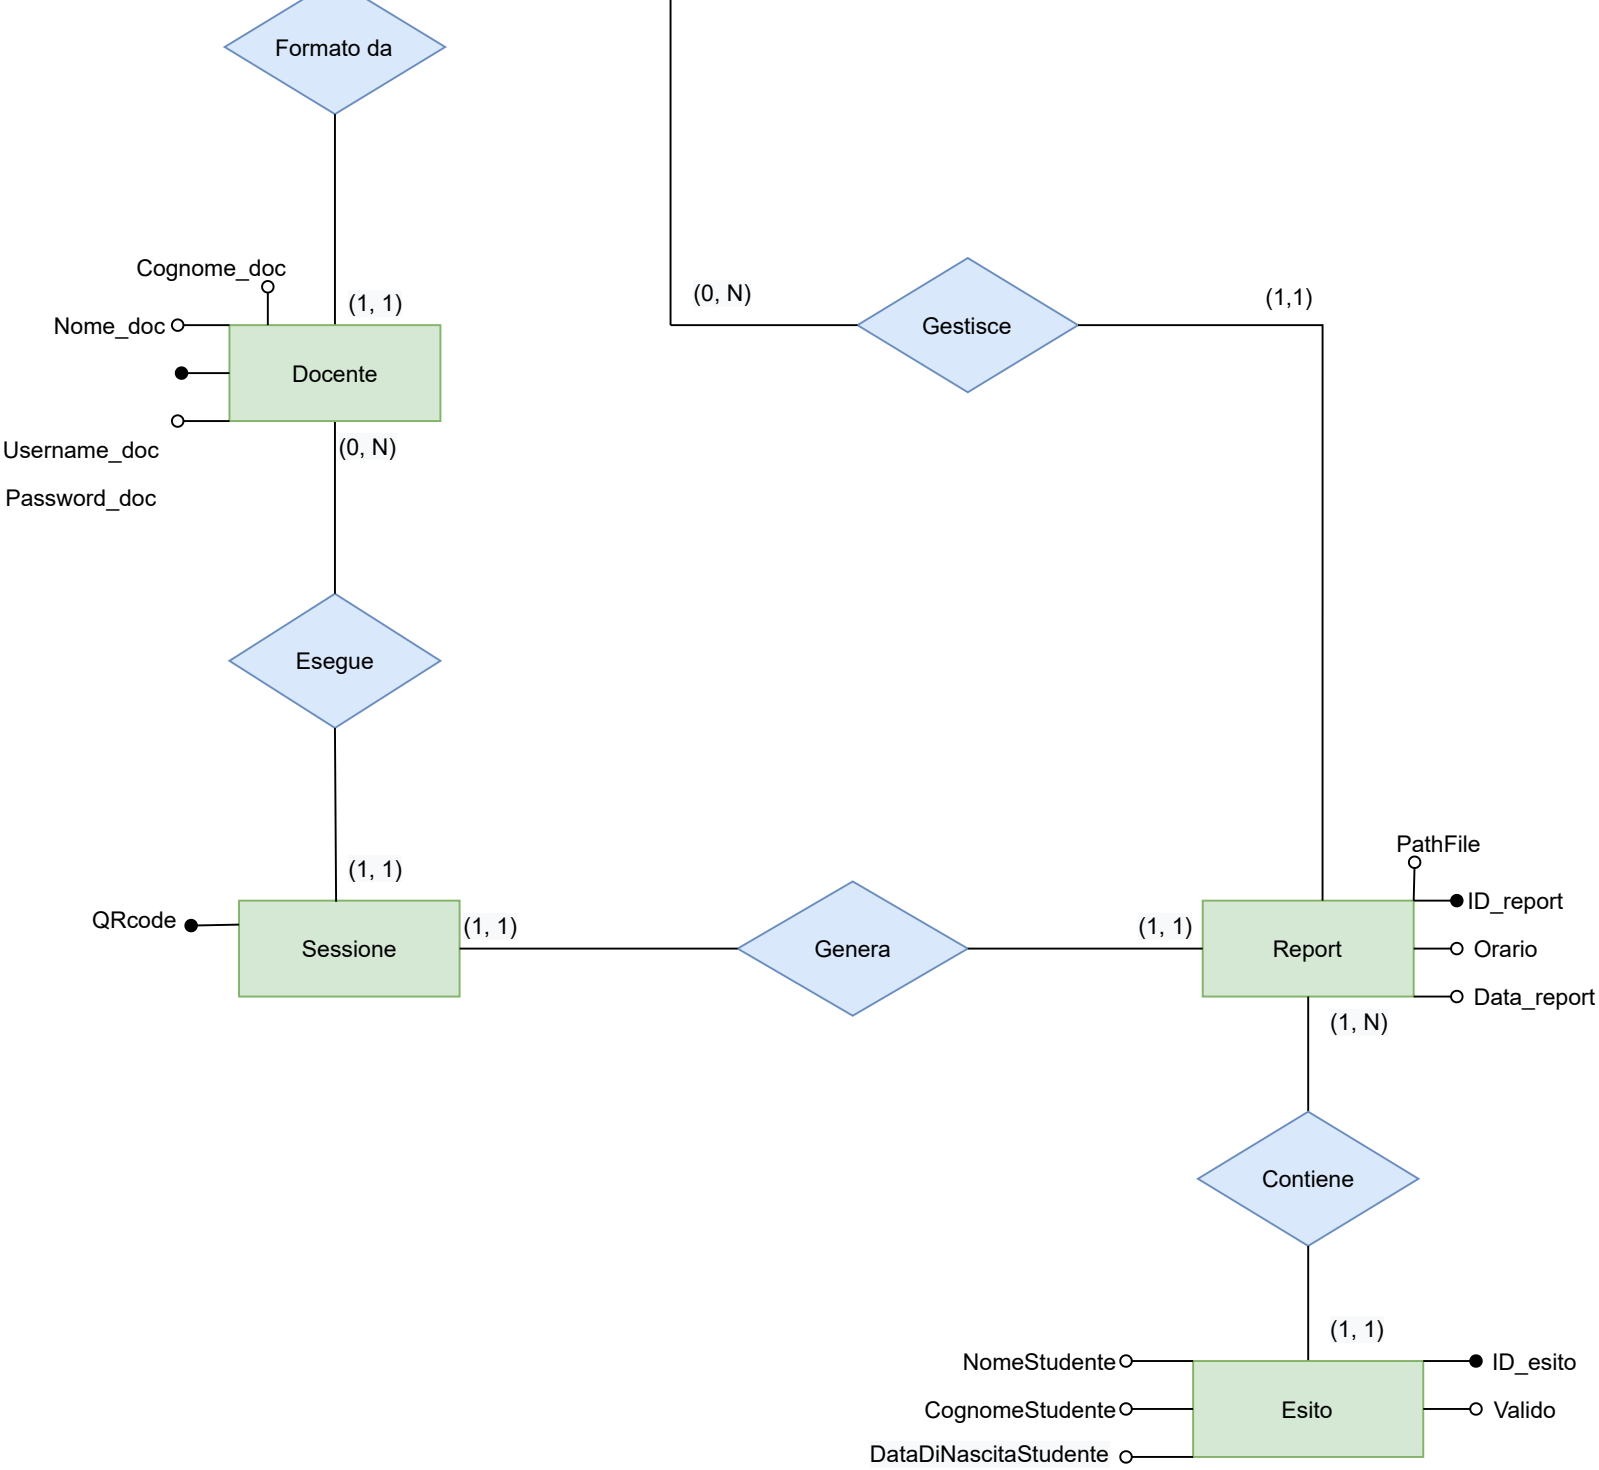 Formato da
Cognome_doc
(1, 1)
(0, N)
(1,1)
Nome_doc
Gestisce
Docente
(0, N)
Username_doc
Password_doc
Esegue
PathFile
(1, 1)
ID_report
QRcode
(1, 1)
(1, 1)
Sessione
Genera
Report
Orario
Data_report
(1, N)
Contiene
(1, 1)
NomeStudente
ID_esito
CognomeStudente
Esito
Valido
DataDiNascitaStudente